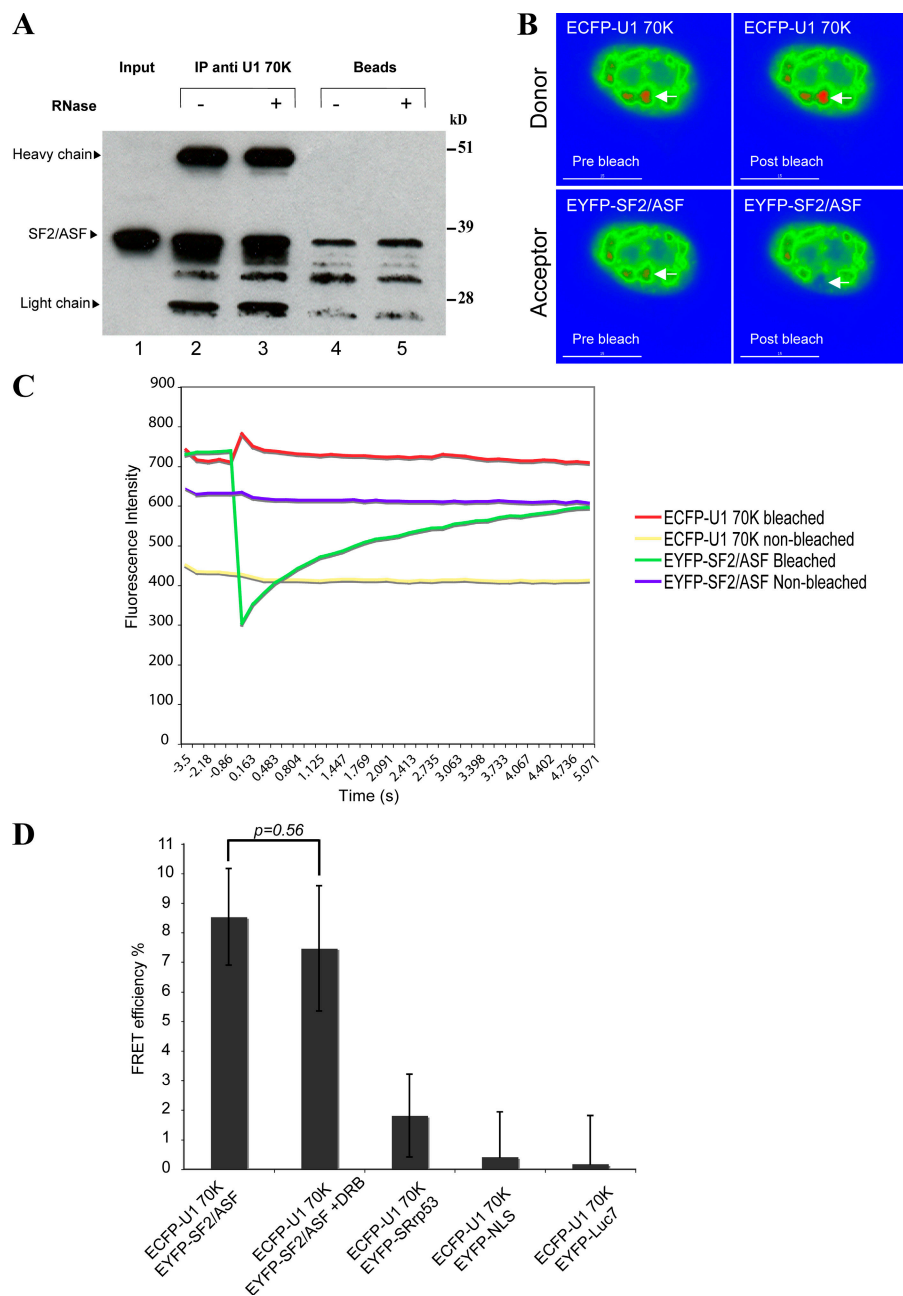 A
Input
IP anti U1 70K
Beads
RNase
-
+
-
+
kD
Heavy chain
51
SF2/ASF
39
Light chain
28
1
2
3
4
5
B
Donor
ECFP-U1 70K
Pre bleach
15
ECFP-U1 70K
Post bleach
15
Acceptor
EYFP-SF2/ASF
Pre bleach
15
EYFP-SF2/ASF
Post bleach
15
C
Fluorescence Intensity
900
800
700
600
500
400
300
200
100
0
-3.5
-2.18
-0.86
0.163
0.483
0.804
1.125
1.447
1.769
2.091
2.413
2.735
3.063
3.398
3.733
4.067
4.402
4.736
5.071
Time (s)
ECFP-U1 70K bleached
ECFP-U1 70K non-bleached
EYFP-SF2/ASF Bleached
EYFP-SF2/ASF Non-bleached
D
p=0.56
FRET efficiency %
11
10
9
8
7
6
5
4
3
2
1
0
ECFP-U1 70K
EYFP-SF2/ASF
ECFP-U1 70K
EYFP-SF2/ASF +DRB
ECFP-U1 70K
EYFP-SRrp53
ECFP-U1 70K
EYFP-NLS
ECFP-U1 70K
EYFP-Luc7